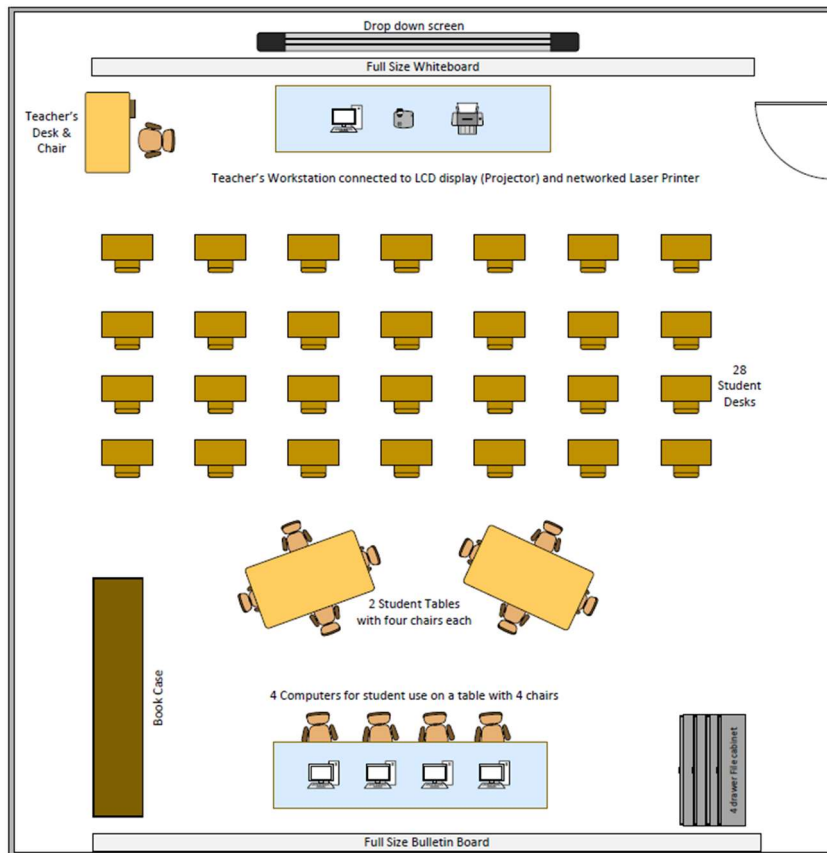 Drop down screen
Full Size Whiteboard
Teacher's
Desk &
Chair
Teacher's Workstation connected to LCD display (Projector) and networked Laser Printer
28
Student
Desks
2 Student Tables
with four chairs each
Book Case
4 Computers for student use on a table with 4 chairs
4 drawer File cabinet
Full Size Bulletin Board